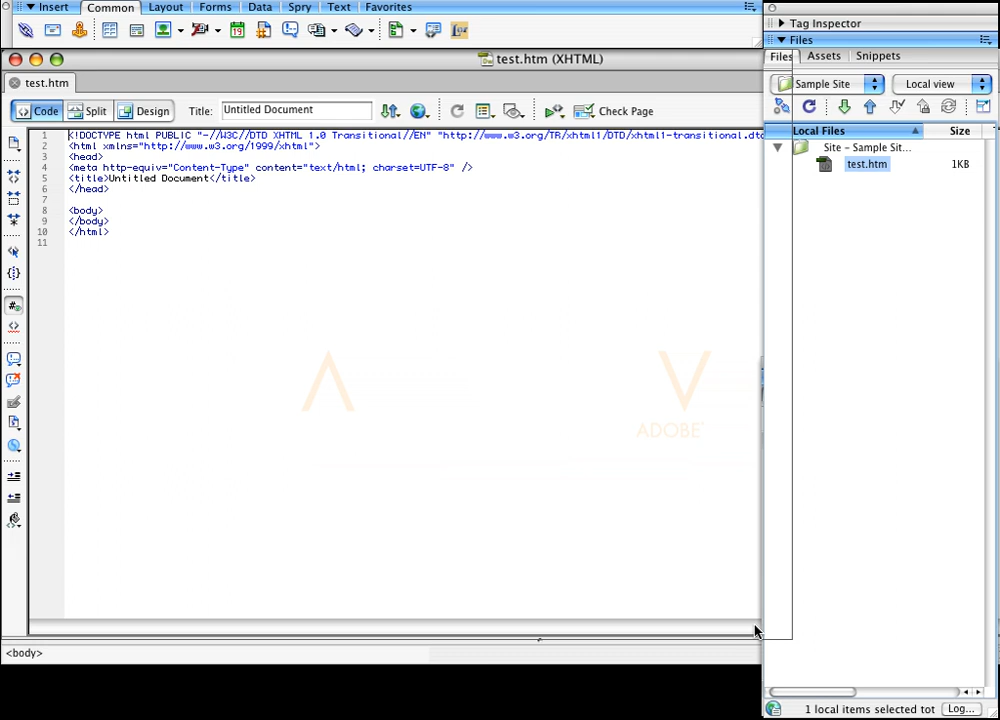 Insert Common Layout Forms Data Spry Text Favorites
Tag Inspector
Files
test.htm (XHTML)
Files Assets Snippets
test.htm
Sample Site Local view
Code Split Design Title: Untitled Document Check Page
Local Files Size
Site – Sample Sit...
test.htm 1KB
1 <!DOCTYPE html PUBLIC "-//W3C//DTD XHTML 1.0 Transitional//EN" "http://www.w3.org/TR/xhtml1/DTD/xhtml1-transitional.dtd
2 <html xmlns="http://www.w3.org/1999/xhtml">
3 <head>
4 <meta http-equiv="Content-Type" content="text/html; charset=UTF-8" />
5 <title>Untitled Document</title>
6 </head>
7
8 <body>
9 </body>
10 </html>
11
ADOBE
<body>
1 local items selected tot Log...